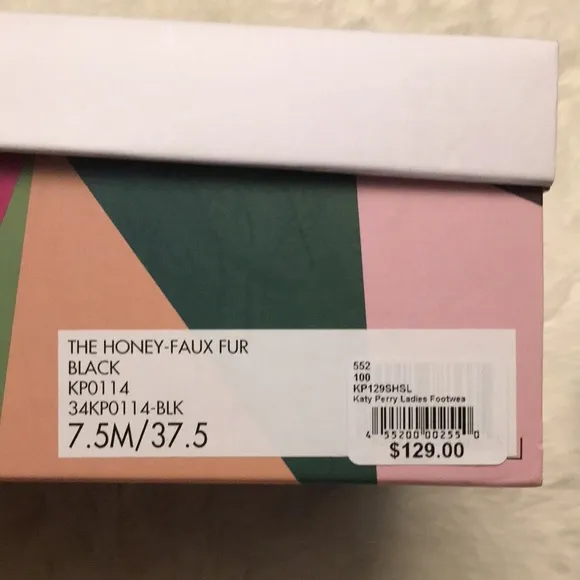 THE HONEY-FAUX FUR
BLACK
KP0114
34KP0114-BLK
7.5M/37.5
552
100
KP129SHSL
Katy Perry Ladies Footwea
4 55200 00255 0
$129.00